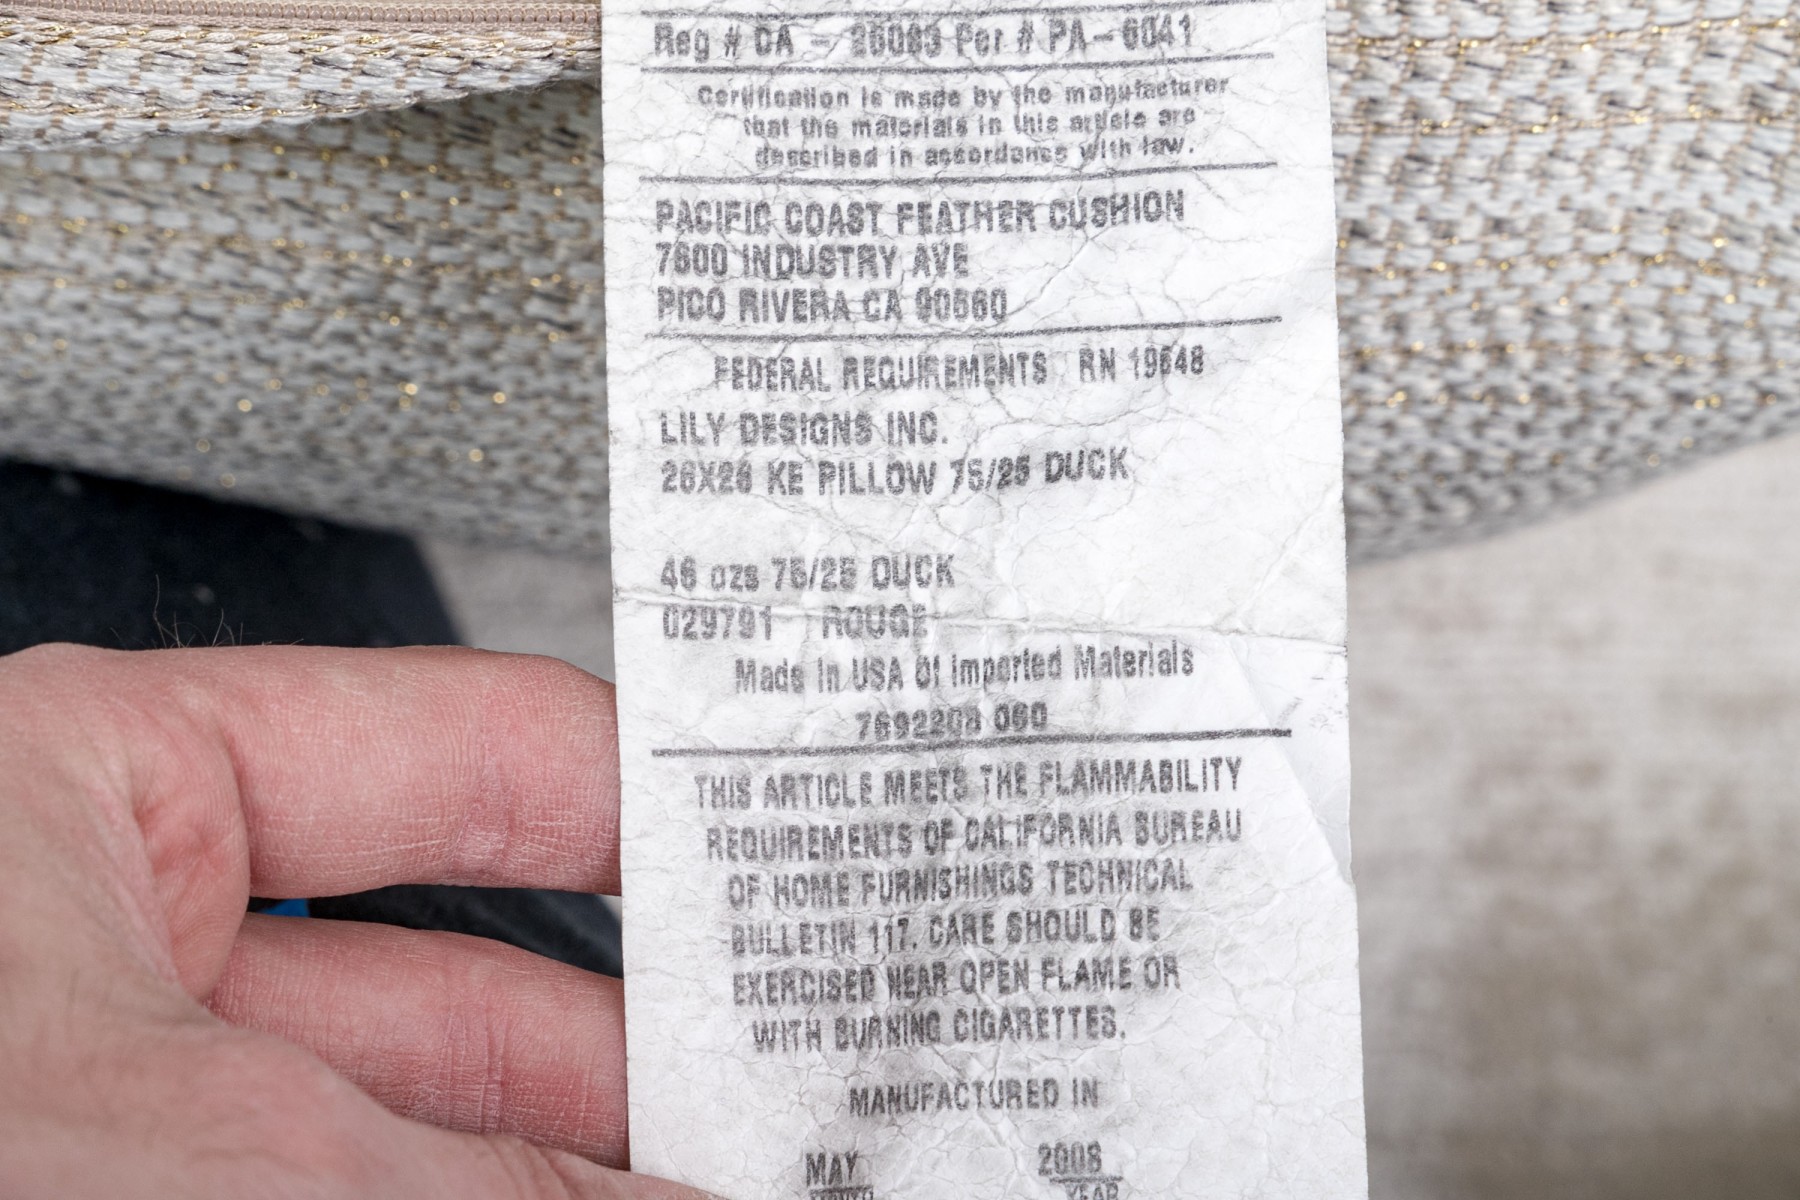 Reg # CA - 26083 Per # PA-6041
Certification is made by the manufacturer
that the materials in this article are
described in accordance with law.
PACIFIC COAST FEATHER CUSHION
7600 INDUSTRY AVE
PICO RIVERA CA 90660
FEDERAL REQUIREMENTS RN 19648
LILY DESIGNS INC.
26X26 KE PILLOW 75/25 DUCK
46 ozs 75/25 DUCK
029791 ROUGE
Made In USA Of Imported Materials
7692208 060
THIS ARTICLE MEETS THE FLAMMABILITY
REQUIREMENTS OF CALIFORNIA BUREAU
OF HOME FURNISHINGS TECHNICAL
BULLETIN 117. CARE SHOULD BE
EXERCISED NEAR OPEN FLAME OR
WITH BURNING CIGARETTES.
MANUFACTURED IN
MAY 2008
MONTH YEAR